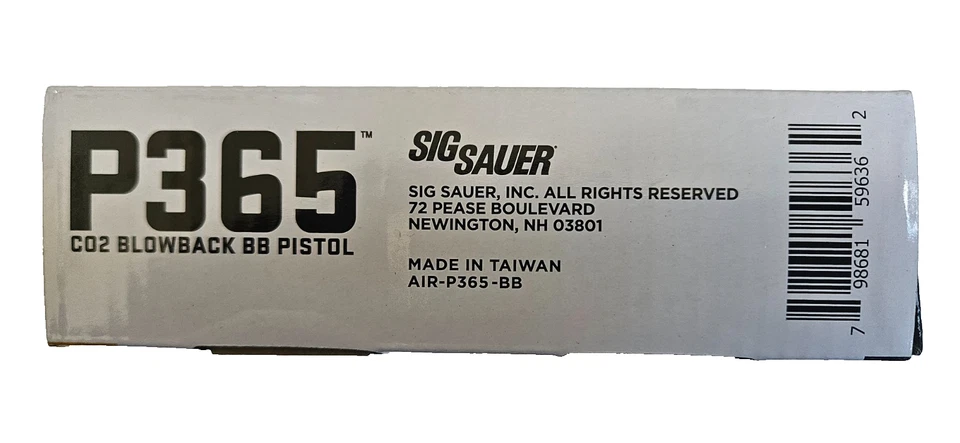 P365™
CO2 BLOWBACK BB PISTOL
SIG SAUER®
SIG SAUER, INC. ALL RIGHTS RESERVED
72 PEASE BOULEVARD
NEWINGTON, NH 03801
MADE IN TAIWAN
AIR-P365-BB
7 98681 59636 2